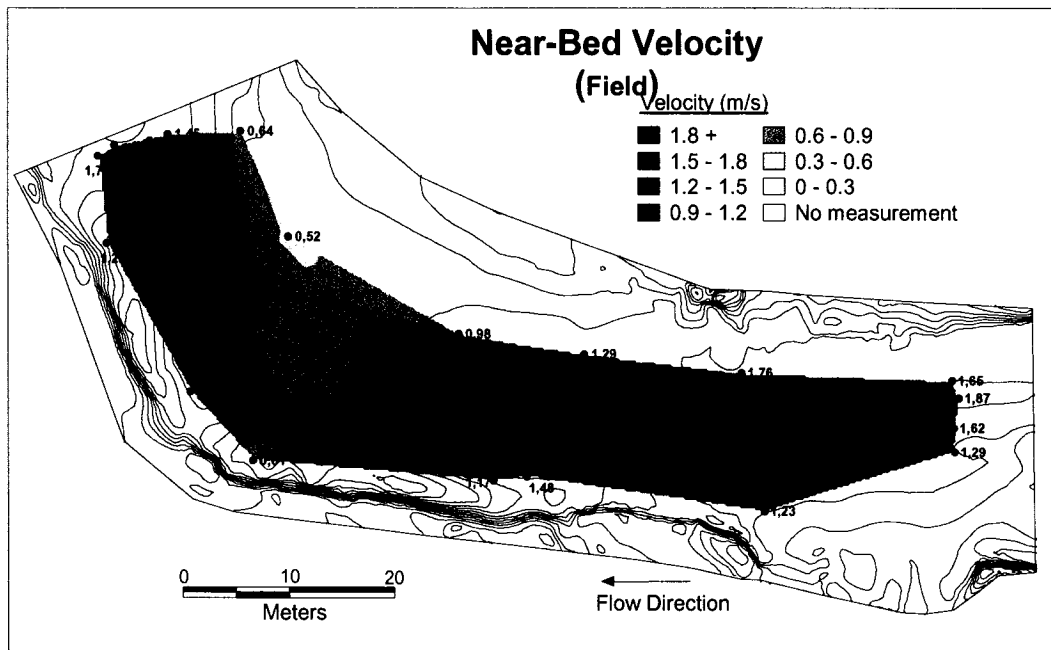 Near-Bed Velocity
(Field)
Velocity (m/s)
1.8 +
1.5 - 1.8
1.2 - 1.5
0.9 - 1.2
0.6 - 0.9
0.3 - 0.6
0 - 0.3
No measurement
0,64
0,52
0,98
1,29
1,76
1,65
1,87
1,62
1,29
1,23
1,48
1,17
0 10 20
Meters
Flow Direction